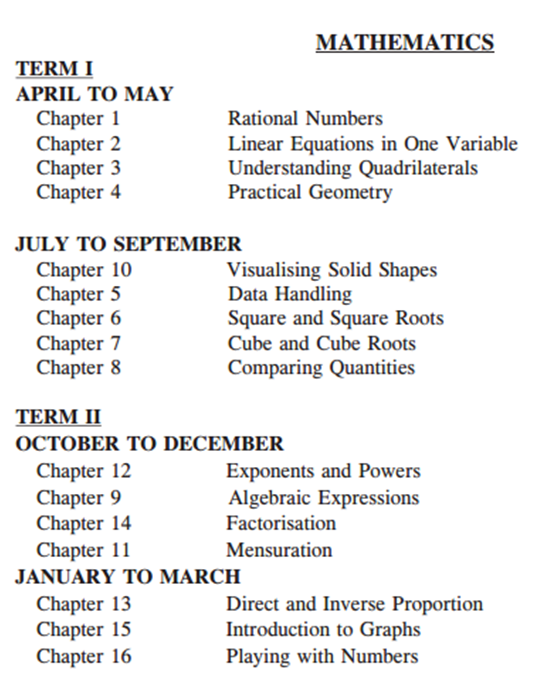 MATHEMATICS
TERM I
APRIL TO MAY
Chapter 1 Rational Numbers
Chapter 2 Linear Equations in One Variable
Chapter 3 Understanding Quadrilaterals
Chapter 4 Practical Geometry
JULY TO SEPTEMBER
Chapter 10 Visualising Solid Shapes
Chapter 5 Data Handling
Chapter 6 Square and Square Roots
Chapter 7 Cube and Cube Roots
Chapter 8 Comparing Quantities
TERM II
OCTOBER TO DECEMBER
Chapter 12 Exponents and Powers
Chapter 9 Algebraic Expressions
Chapter 14 Factorisation
Chapter 11 Mensuration
JANUARY TO MARCH
Chapter 13 Direct and Inverse Proportion
Chapter 15 Introduction to Graphs
Chapter 16 Playing with Numbers